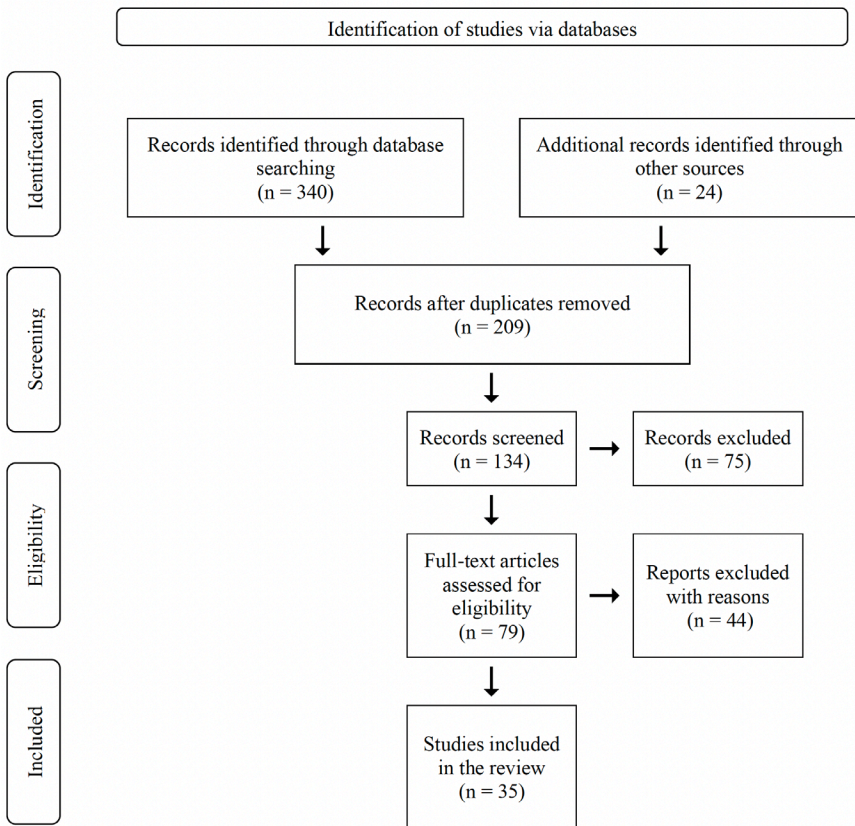 Identification of studies via databases
Identification
Records identified through database
searching
(n = 340)
Additional records identified through
other sources
(n = 24)
Screening
Records after duplicates removed
(n = 209)
Records screened
(n = 134)
Records excluded
(n = 75)
Eligibility
Full-text articles
assessed for
eligibility
(n = 79)
Reports excluded
with reasons
(n = 44)
Included
Studies included
in the review
(n = 35)